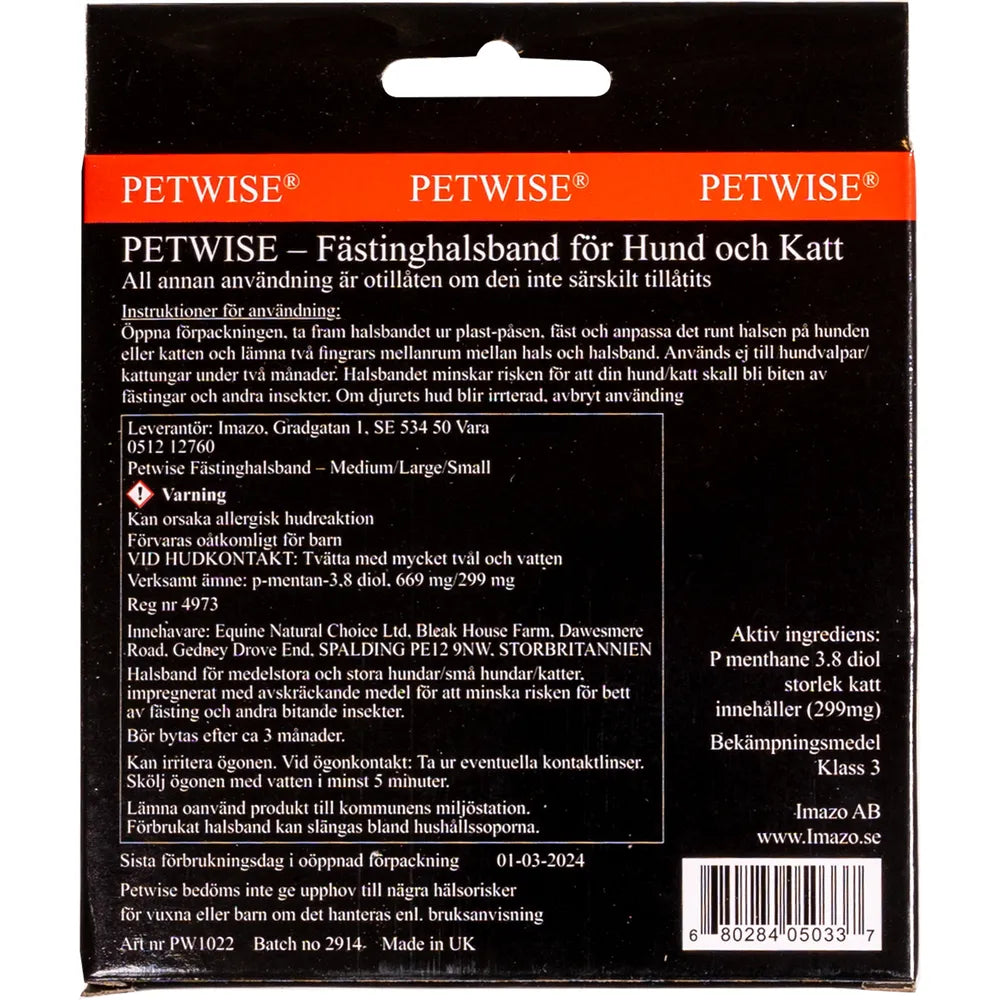 PETWISE® PETWISE® PETWISE®
PETWISE – Fästinghalsband för Hund och Katt
All annan användning är otillåten om den inte särskilt tillåtits
Instruktioner för användning:
Öppna förpackningen, ta fram halsbandet ur plast-påsen, fäst och anpassa det runt halsen på hunden
eller katten och lämna två fingrars mellanrum mellan hals och halsband. Används ej till hundvalpar/
kattungar under två månader. Halsbandet minskar risken för att din hund/katt skall bli biten av
fästingar och andra insekter. Om djurets hud blir irrterad, avbryt använding
Leverantör: Imazo, Gradgatan 1, SE 534 50 Vara
0512 12760
Petwise Fästinghalsband – Medium/Large/Small
Varning
Kan orsaka allergisk hudreaktion
Förvaras oåtkomligt för barn
VID HUDKONTAKT: Tvätta med mycket tvål och vatten
Verksamt ämne: p-mentan-3,8 diol, 669 mg/299 mg
Reg nr 4973
Innehavare: Equine Natural Choice Ltd, Bleak House Farm, Dawesmere
Road, Gedney Drove End, SPALDING PE12 9NW, STORBRITANNIEN
Halsband för medelstora och stora hundar/små hundar/katter,
impregnerat med avskräckande medel för att minska risken för bett
av fästing och andra bitande insekter.
Bör bytas efter ca 3 månader.
Kan irritera ögonen. Vid ögonkontakt: Ta ur eventuella kontaktlinser.
Skölj ögonen med vatten i minst 5 minuter.
Lämna oanvänd produkt till kommunens miljöstation.
Förbrukat halsband kan slängas bland hushållssoporna.
Sista förbrukningsdag i oöppnad förpackning 01-03-2024
Petwise bedöms inte ge upphov till några hälsorisker
för vuxna eller barn om det hanteras enl. bruksanvisning
Art nr PW1022 Batch no 2914 Made in UK
Aktiv ingrediens:
P menthane 3.8 diol
storlek katt
innehåller (299mg)
Bekämpningsmedel
Klass 3
Imazo AB
www.Imazo.se
6 80284 05033 7